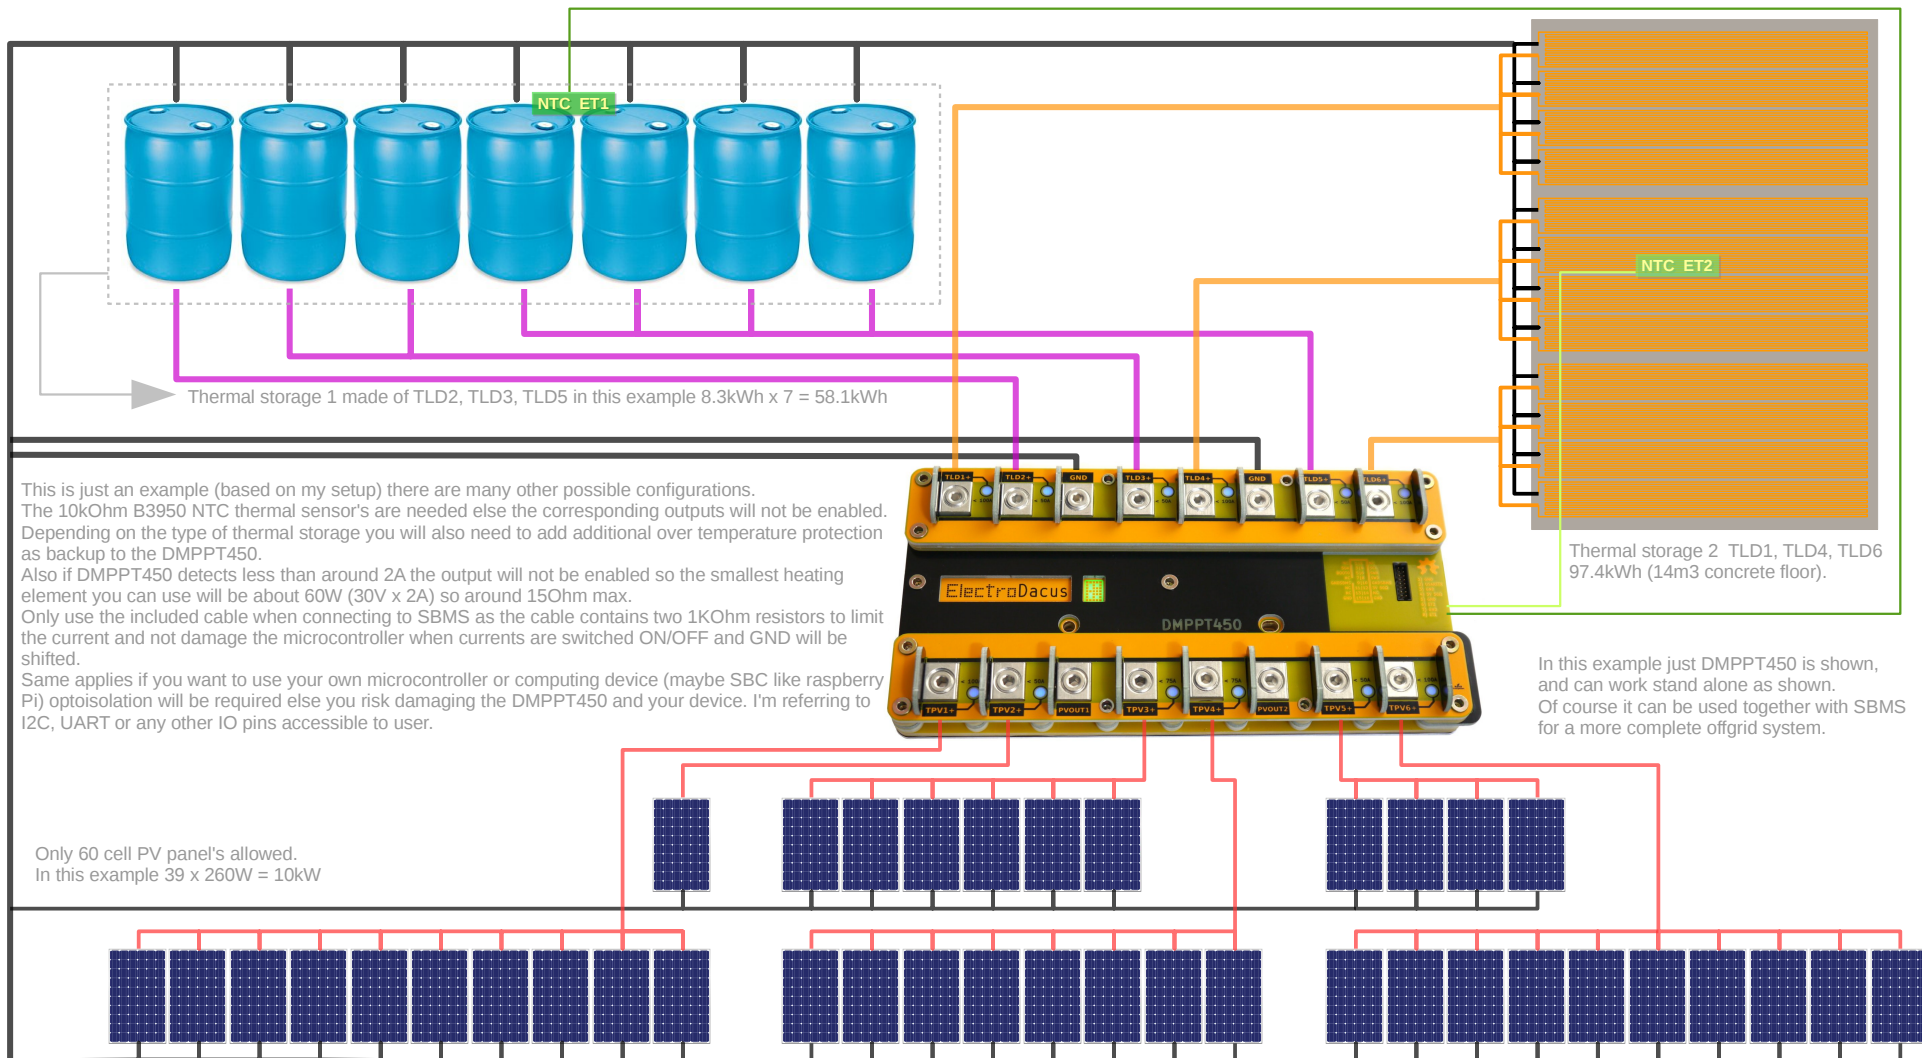 NTC ET1
NTC ET2
Thermal storage 1 made of TLD2, TLD3, TLD5 in this example 8.3kWh x 7 = 58.1kWh
This is just an example (based on my setup) there are many other possible configurations.
The 10kOhm B3950 NTC thermal sensor's are needed else the corresponding outputs will not be enabled.
Depending on the type of thermal storage you will also need to add additional over temperature protection
as backup to the DMPPT450.
Also if DMPPT450 detects less than around 2A the output will not be enabled so the smallest heating
element you can use will be about 60W (30V x 2A) so around 15Ohm max.
Only use the included cable when connecting to SBMS as the cable contains two 1KOhm resistors to limit
the current and not damage the microcontroller when currents are switched ON/OFF and GND will be
shifted.
Same applies if you want to use your own microcontroller or computing device (maybe SBC like raspberry
Pi) optoisolation will be required else you risk damaging the DMPPT450 and your device. I'm referring to
I2C, UART or any other IO pins accessible to user.
TLD1+
TLD2+
GND
TLD3+
TLD4+
GND
TLD5+
TLD6+
ElectroDacus
DMPPT450
TPV1+
TPV2+
PVOUT1
TPV3+
TPV4+
PVOUT2
TPV5+
TPV6+
Thermal storage 2 TLD1, TLD4, TLD6
97.4kWh (14m3 concrete floor).
In this example just DMPPT450 is shown,
and can work stand alone as shown.
Of course it can be used together with SBMS
for a more complete offgrid system.
Only 60 cell PV panel's allowed.
In this example 39 x 260W = 10kW